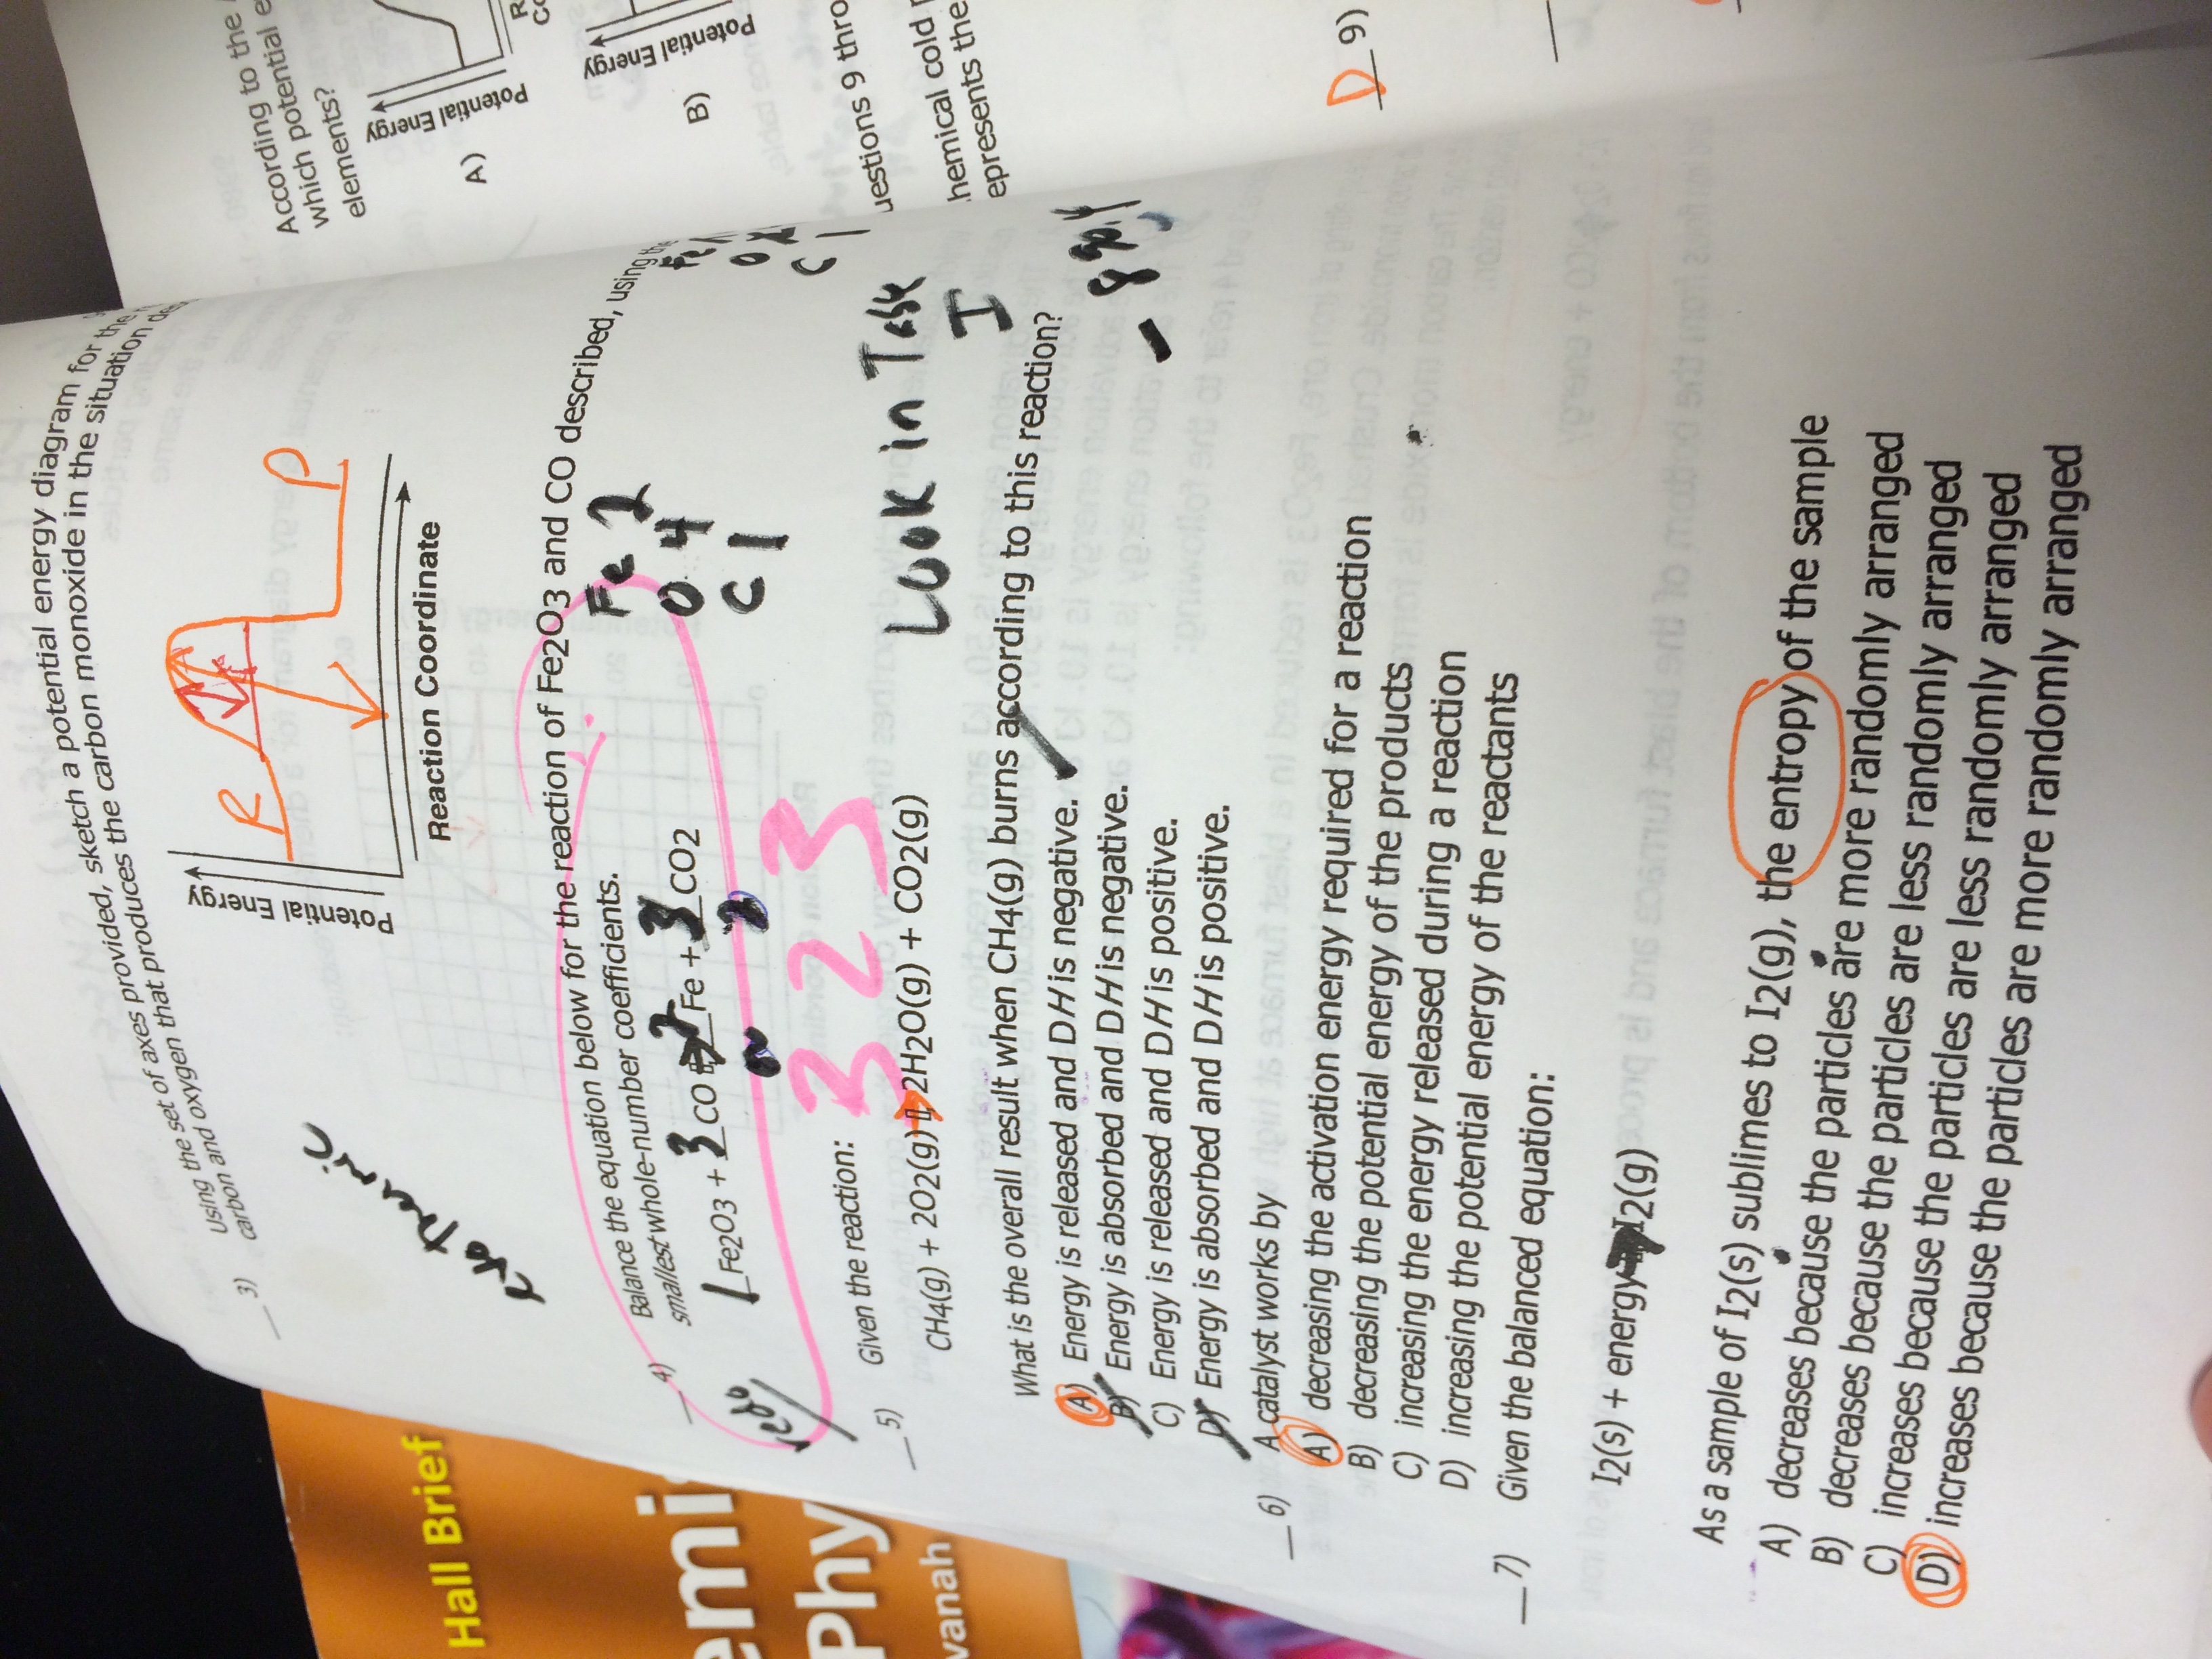 Hall Brief
emi
Phy
vanah
3) Using the set of axes provided, sketch a potential energy diagram for the
carbon and oxygen that produces the carbon monoxide in the situation
Potential Energy
R
A
P
Reaction Coordinate
exothermic
4) Balance the equation below for the reaction of Fe2O3 and CO described, using the
smallest whole-number coefficients.
redo
1 Fe2O3 + 3 CO 2 Fe + 3 CO2
Fe 2
O 4
C 1
3 2 3
5) Given the reaction:
CH4(g) + 2O2(g) → 2H2O(g) + CO2(g)
Look in Table
I
What is the overall result when CH4(g) burns according to this reaction?
A) Energy is released and DH is negative.
B) Energy is absorbed and DH is negative.
C) Energy is released and DH is positive.
D) Energy is absorbed and DH is positive.
- 890.4
6) A catalyst works by
A) decreasing the activation energy required for a reaction
B) decreasing the potential energy of the products
C) increasing the energy released during a reaction
D) increasing the potential energy of the reactants
7) Given the balanced equation:
I2(s) + energy → I2(g)
As a sample of I2(s) sublimes to I2(g), the entropy of the sample
A) decreases because the particles are more randomly arranged
B) decreases because the particles are less randomly arranged
C) increases because the particles are less randomly arranged
D) increases because the particles are more randomly arranged
According to the
which potential e
elements?
A)
Potential Energy
B)
Potential Energy
uestions 9 thro
hemical cold
epresents the
D 9)